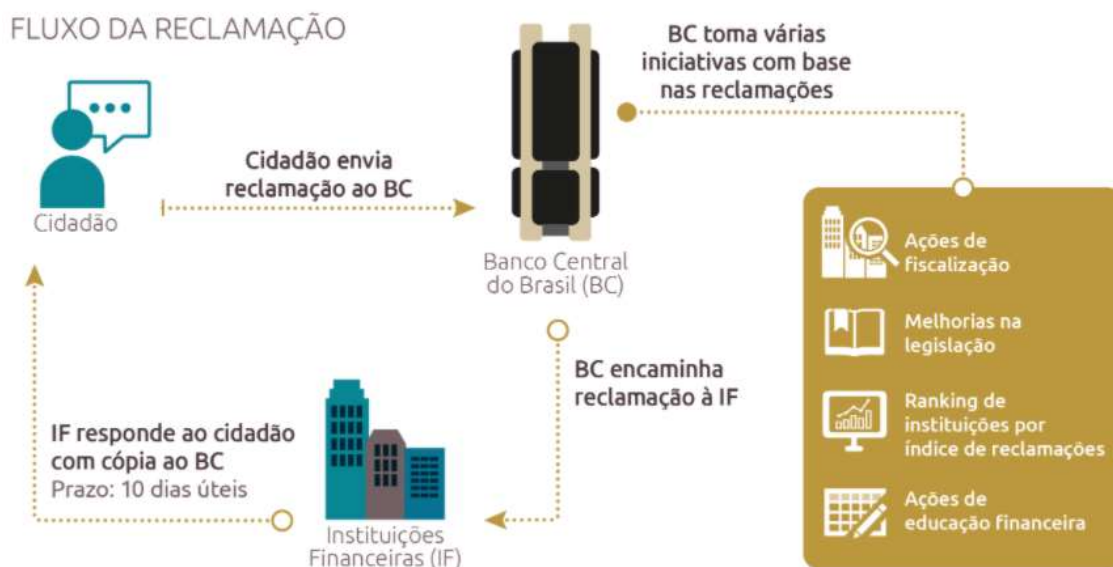 FLUXO DA RECLAMAÇÃO
Cidadão
Cidadão envia
reclamação ao BC
Banco Central
do Brasil (BC)
BC toma várias
iniciativas com base
nas reclamações
Ações de
fiscalização
Melhorias na
legislação
Ranking de
instituições por
índice de reclamações
Ações de
educação financeira
BC encaminha
reclamação à IF
Instituições
Financeiras (IF)
IF responde ao cidadão
com cópia ao BC
Prazo: 10 dias úteis